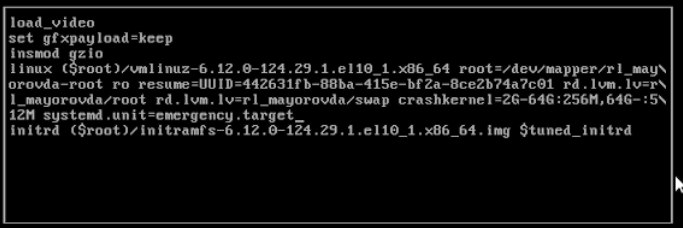 load_video
set gfxpayload=keep
insmod gzio
linux ($root)/vmlinuz-6.12.0-124.29.1.el10_1.x86_64 root=/dev/mapper/rl_may\
orovda-root ro resume=UUID=442631fb-88ba-415e-bf2a-8ce2b74a7c01 rd.lvm.lv=r\
l_mayorovda/root rd.lvm.lv=rl_mayorovda/swap crashkernel=2G-64G:256M,64G-:5\
12M systemd.unit=emergency.target_
initrd ($root)/initramfs-6.12.0-124.29.1.el10_1.x86_64.img $tuned_initrd